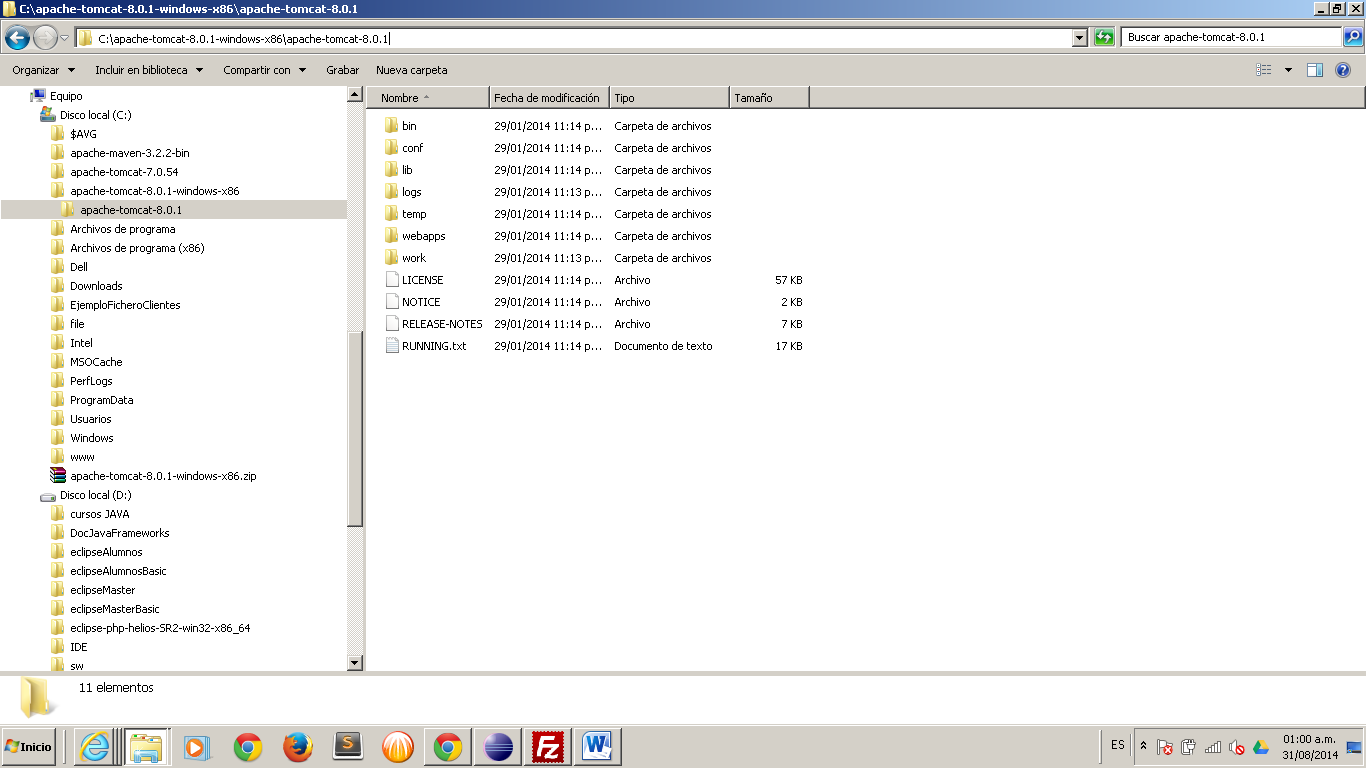 C:\apache-tomcat-8.0.1-windows-x86\apache-tomcat-8.0.1
C:\apache-tomcat-8.0.1-windows-x86\apache-tomcat-8.0.1
Buscar apache-tomcat-8.0.1
Organizar Incluir en biblioteca Compartir con Grabar Nueva carpeta
Equipo
Disco local (C:)
$AVG
apache-maven-3.2.2-bin
apache-tomcat-7.0.54
apache-tomcat-8.0.1-windows-x86
apache-tomcat-8.0.1
Archivos de programa
Archivos de programa (x86)
Dell
Downloads
EjemploFicheroClientes
file
Intel
MSOCache
PerfLogs
ProgramData
Usuarios
Windows
www
apache-tomcat-8.0.1-windows-x86.zip
Disco local (D:)
cursos JAVA
DocJavaFrameworks
eclipseAlumnos
eclipseAlumnosBasic
eclipseMaster
eclipseMasterBasic
eclipse-php-helios-SR2-win32-x86_64
IDE
sw
Nombre Fecha de modificación Tipo Tamaño
bin 29/01/2014 11:14 p... Carpeta de archivos
conf 29/01/2014 11:14 p... Carpeta de archivos
lib 29/01/2014 11:14 p... Carpeta de archivos
logs 29/01/2014 11:13 p... Carpeta de archivos
temp 29/01/2014 11:14 p... Carpeta de archivos
webapps 29/01/2014 11:14 p... Carpeta de archivos
work 29/01/2014 11:13 p... Carpeta de archivos
LICENSE 29/01/2014 11:14 p... Archivo 57 KB
NOTICE 29/01/2014 11:14 p... Archivo 2 KB
RELEASE-NOTES 29/01/2014 11:14 p... Archivo 7 KB
RUNNING.txt 29/01/2014 11:14 p... Documento de texto 17 KB
11 elementos
Inicio
ES
01:00 a.m.
31/08/2014